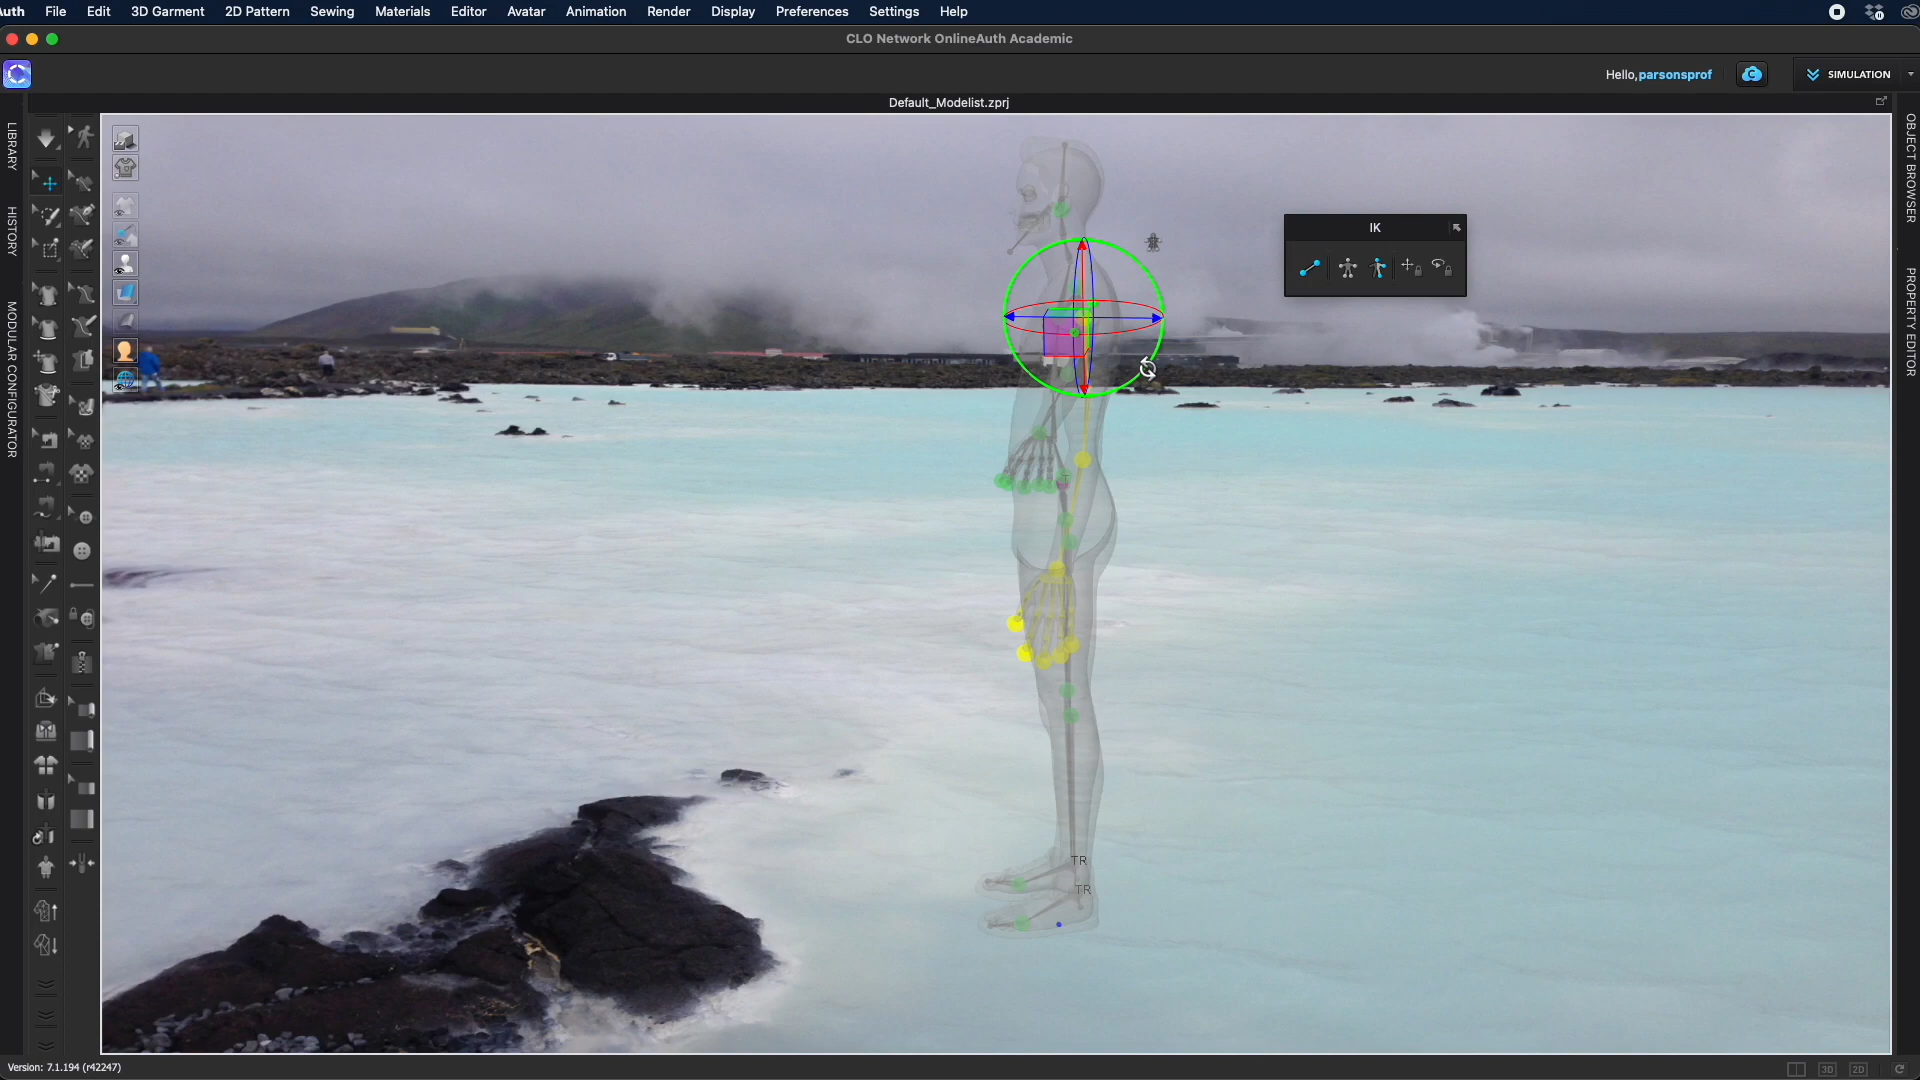 Auth File Edit 3D Garment 2D Pattern Sewing Materials Editor Avatar Animation Render Display Preferences Settings Help
CLO Network OnlineAuth Academic
Hello,parsonsprof
SIMULATION
Default_Modelist.zprj
LIBRARY
HISTORY
MODULAR CONFIGURATOR
OBJECT BROWSER
PROPERTY EDITOR
IK
TR
TR
Version: 7.1.194 (r42247)
3D
2D